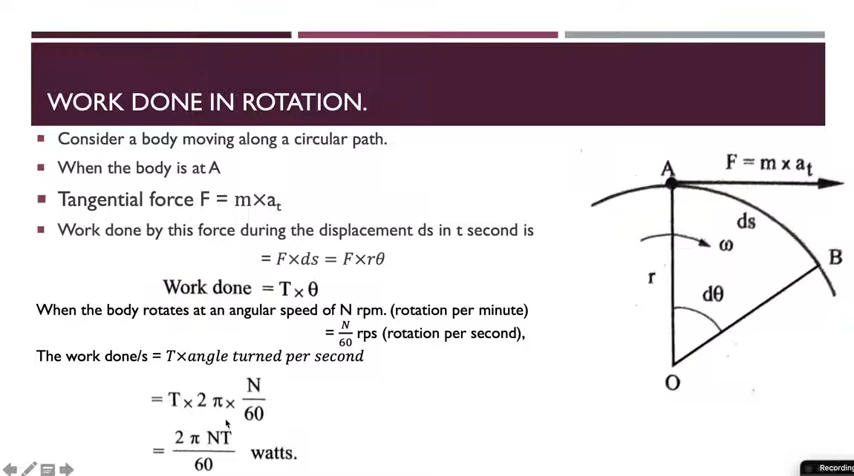 WORK DONE IN ROTATION.
Consider a body moving along a circular path.
When the body is at A
Tangential force F = m×aₜ
Work done by this force during the displacement ds in t second is
= F×ds = F×rθ
Work done = T×θ
When the body rotates at an angular speed of N rpm. (rotation per minute)
= N/60 rps (rotation per second),
The work done/s = T×angle turned per second
= T × 2 π × N/60
= 2 π NT/60 watts.
A
F = m x aₜ
ds
ω
B
r
dθ
O
Recording